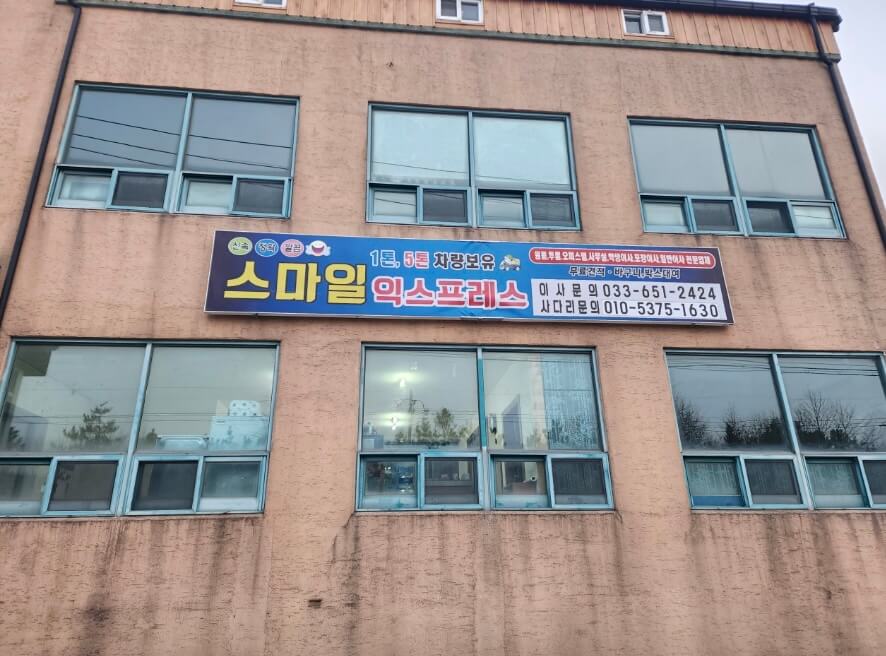 신속 정확 깔끔
1톤, 5톤 차량보유
스마일 익스프레스
원룸,투룸,오피스텔,사무실,학생이사,포장이사,일반이사 전문업체
무료견적 · 바구니,박스대여
이 사 문 의 033-651-2424
사다리문의 010-5375-1630